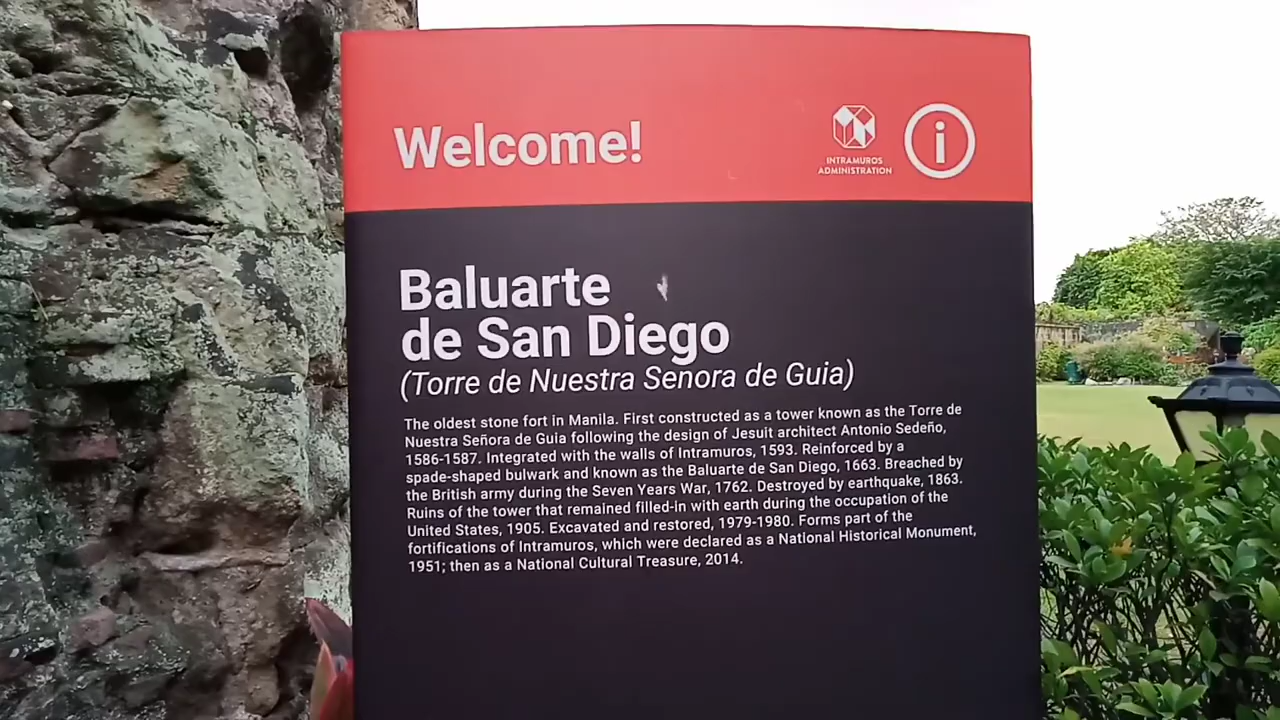 Welcome!
INTRAMUROS
ADMINISTRATION
i
Baluarte
de San Diego
(Torre de Nuestra Senora de Guia)
The oldest stone fort in Manila. First constructed as a tower known as the Torre de
Nuestra Señora de Guia following the design of Jesuit architect Antonio Sedeño,
1586-1587. Integrated with the walls of Intramuros, 1593. Reinforced by a
spade-shaped bulwark and known as the Baluarte de San Diego, 1663. Breached by
the British army during the Seven Years War, 1762. Destroyed by earthquake, 1863.
Ruins of the tower that remained filled-in with earth during the occupation of the
United States, 1905. Excavated and restored, 1979-1980. Forms part of the
fortifications of Intramuros, which were declared as a National Historical Monument,
1951; then as a National Cultural Treasure, 2014.